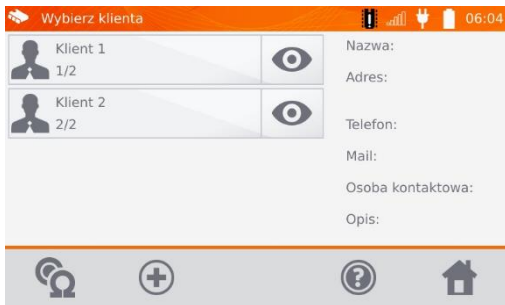 Wybierz klienta
06:04
Klient 1
1/2
Klient 2
2/2
Nazwa:
Adres:
Telefon:
Mail:
Osoba kontaktowa:
Opis: